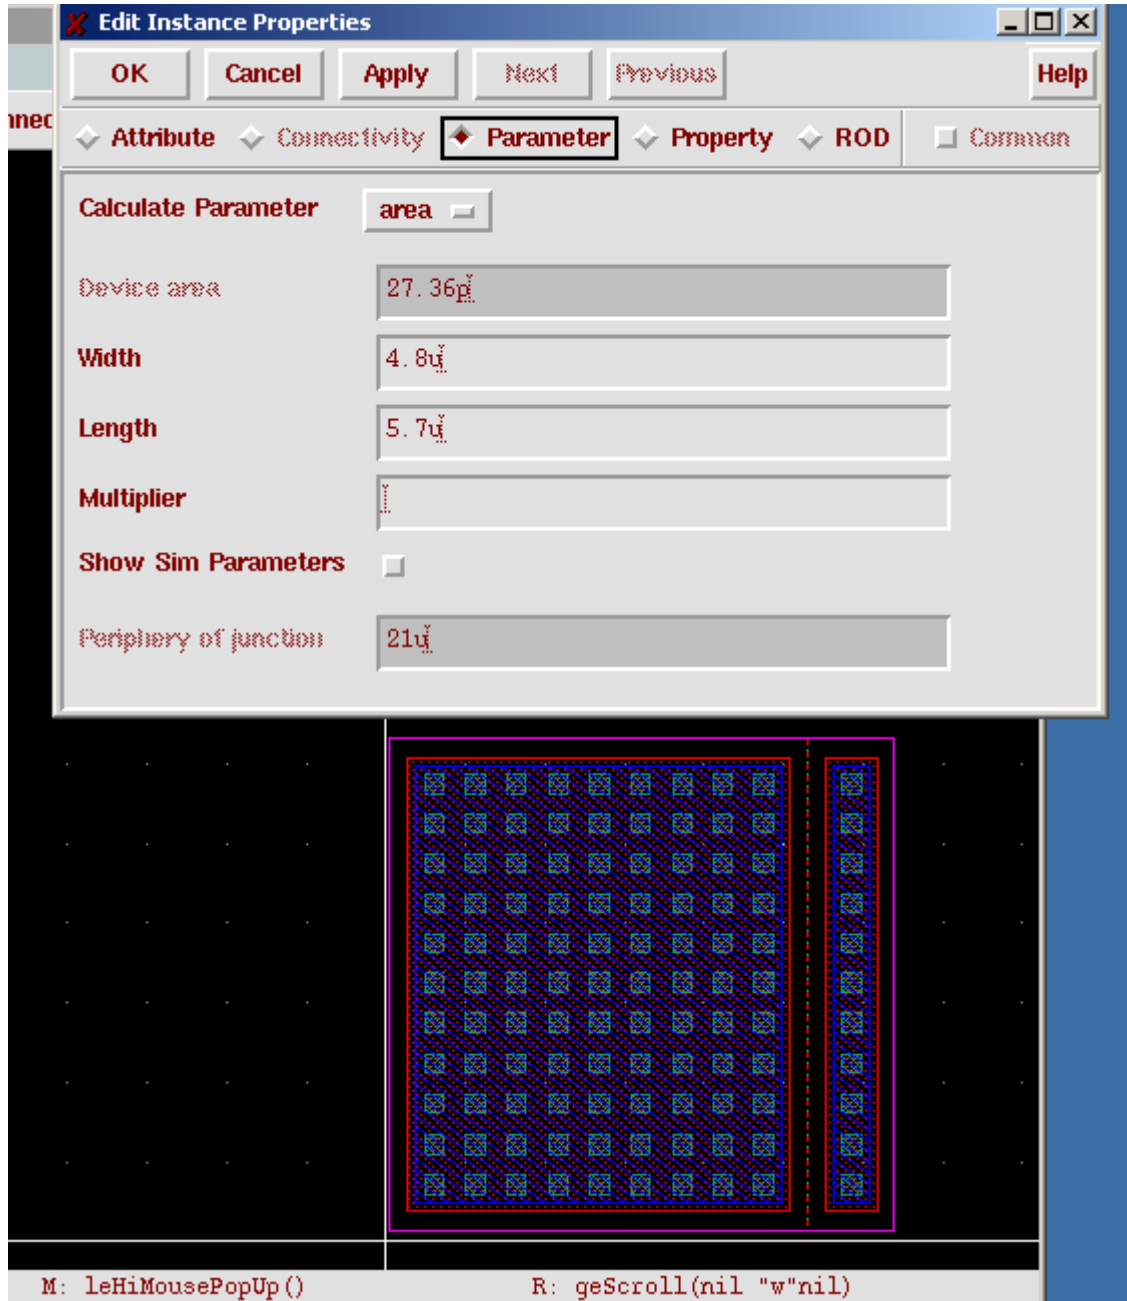 Edit Instance Properties
OK Cancel Apply Next Previous Help
nnec
Attribute Connectivity Parameter Property ROD Common
Calculate Parameter area
Device area 27.36p
Width 4.8u
Length 5.7u
Multiplier
Show Sim Parameters
Periphery of junction 21u
M: leHiMousePopUp() R: geScroll(nil "w"nil)